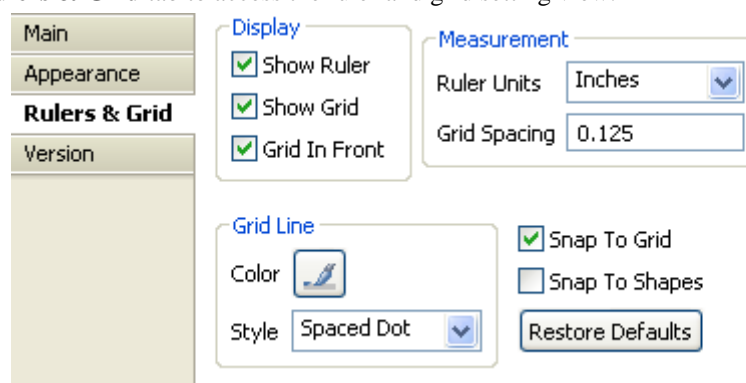 Main
Appearance
Rulers & Grid
Version
Display
Show Ruler
Show Grid
Grid In Front
Measurement
Ruler Units Inches
Grid Spacing 0.125
Grid Line
Color
Style Spaced Dot
Snap To Grid
Snap To Shapes
Restore Defaults